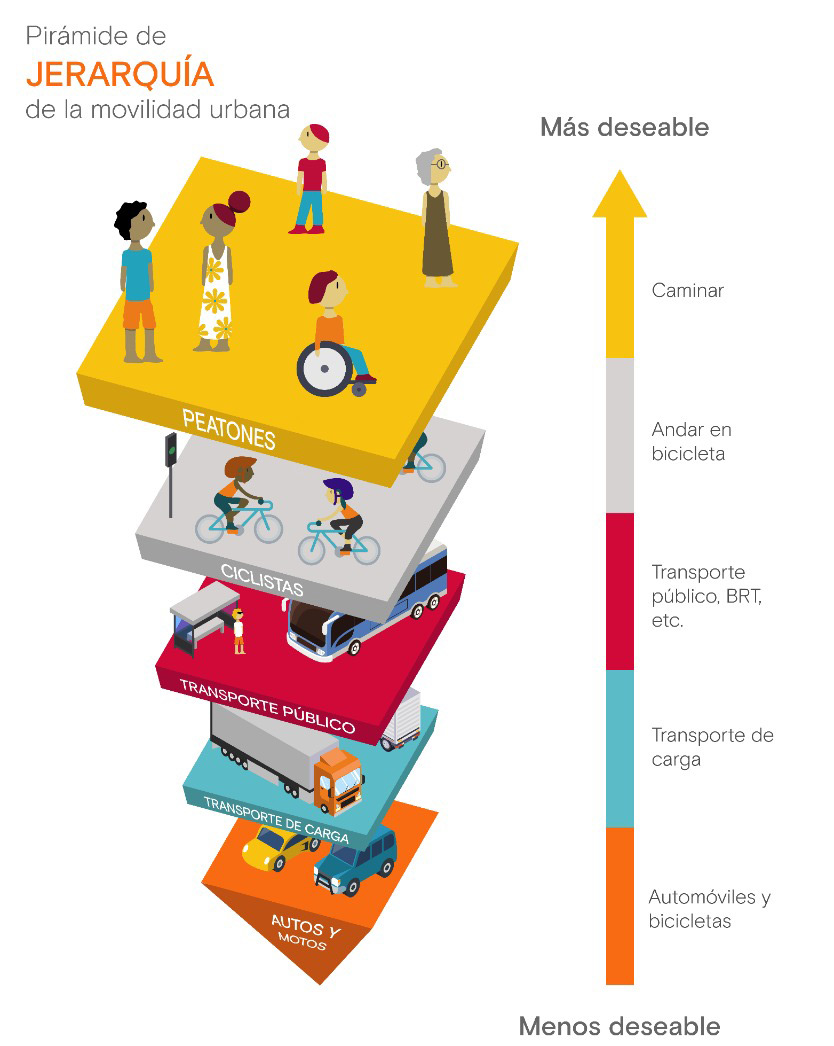 Pirámide de
JERARQUÍA
de la movilidad urbana
Más deseable
PEATONES
CICLISTAS
TRANSPORTE PÚBLICO
TRANSPORTE DE CARGA
AUTOS Y
MOTOS
Caminar
Andar en
bicicleta
Transporte
público, BRT,
etc.
Transporte de
carga
Automóviles y
bicicletas
Menos deseable